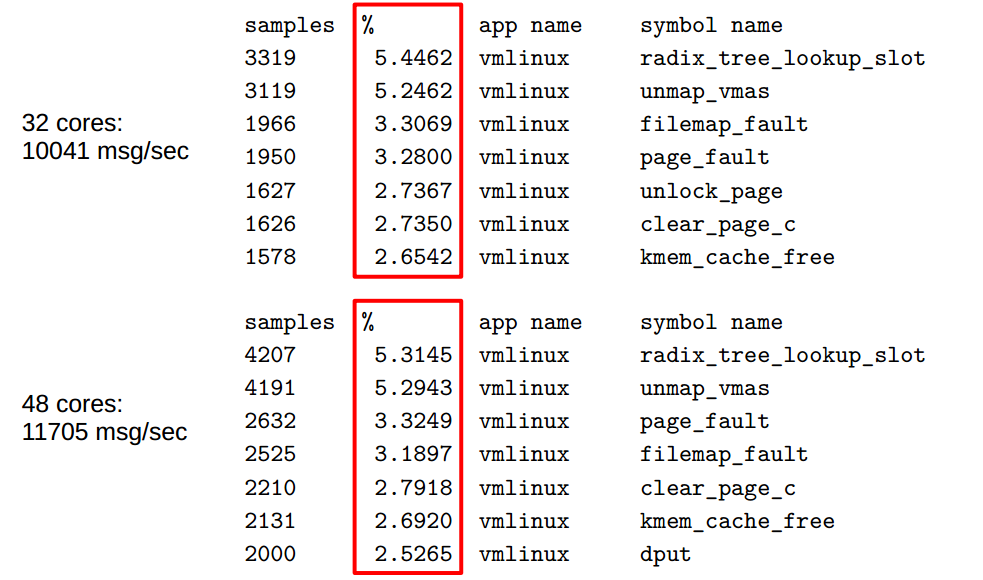 samples % app name symbol name
3319 5.4462 vmlinux radix_tree_lookup_slot
3119 5.2462 vmlinux unmap_vmas
32 cores:
10041 msg/sec
1966 3.3069 vmlinux filemap_fault
1950 3.2800 vmlinux page_fault
1627 2.7367 vmlinux unlock_page
1626 2.7350 vmlinux clear_page_c
1578 2.6542 vmlinux kmem_cache_free
samples % app name symbol name
4207 5.3145 vmlinux radix_tree_lookup_slot
4191 5.2943 vmlinux unmap_vmas
48 cores:
11705 msg/sec
2632 3.3249 vmlinux page_fault
2525 3.1897 vmlinux filemap_fault
2210 2.7918 vmlinux clear_page_c
2131 2.6920 vmlinux kmem_cache_free
2000 2.5265 vmlinux dput